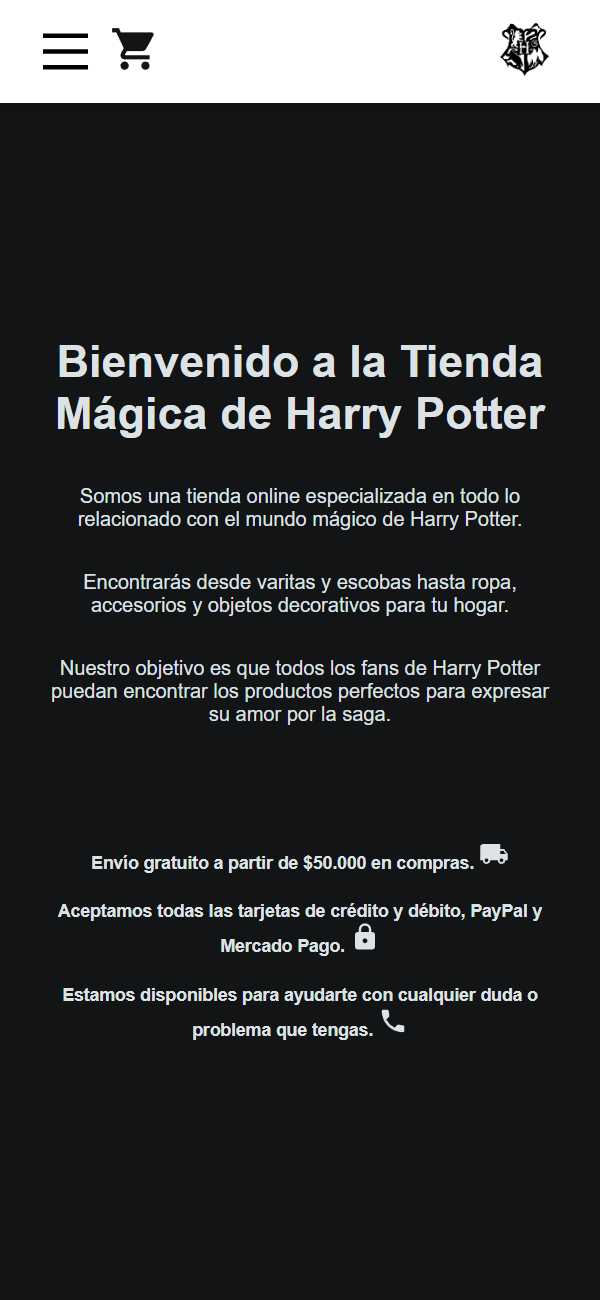 Bienvenido a la Tienda
Mágica de Harry Potter
Somos una tienda online especializada en todo lo
relacionado con el mundo mágico de Harry Potter.
Encontrarás desde varitas y escobas hasta ropa,
accesorios y objetos decorativos para tu hogar.
Nuestro objetivo es que todos los fans de Harry Potter
puedan encontrar los productos perfectos para expresar
su amor por la saga.
Envío gratuito a partir de $50.000 en compras.
Aceptamos todas las tarjetas de crédito y débito, PayPal y
Mercado Pago.
Estamos disponibles para ayudarte con cualquier duda o
problema que tengas.